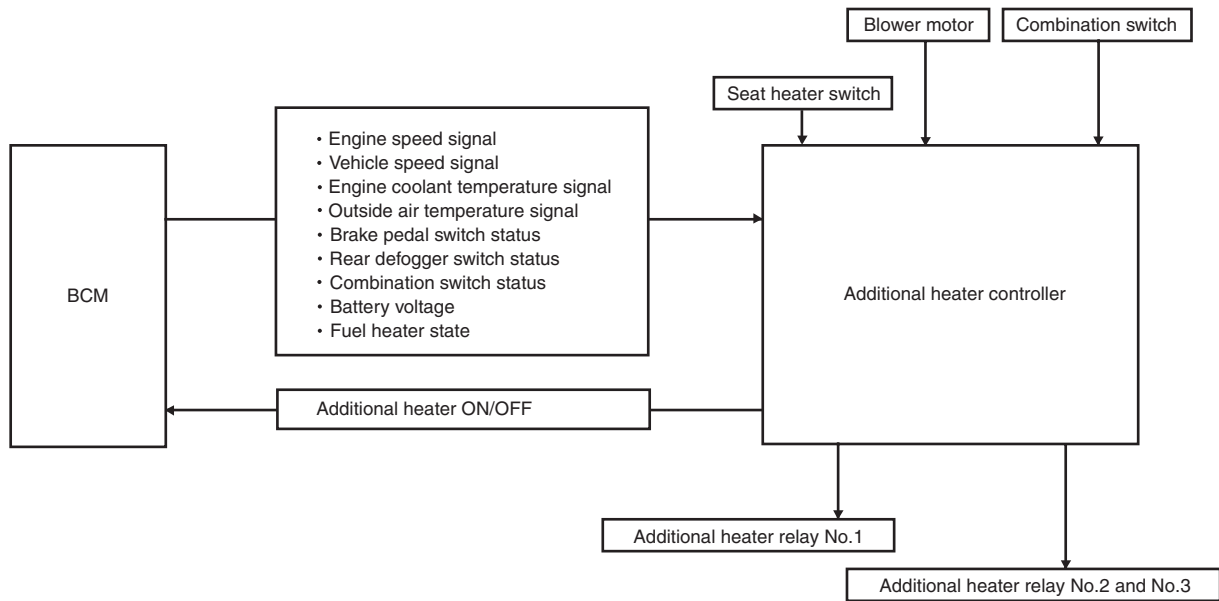 Blower motor
Combination switch
Seat heater switch
• Engine speed signal
• Vehicle speed signal
• Engine coolant temperature signal
• Outside air temperature signal
• Brake pedal switch status
• Rear defogger switch status
• Combination switch status
• Battery voltage
• Fuel heater state
BCM
Additional heater controller
Additional heater ON/OFF
Additional heater relay No.1
Additional heater relay No.2 and No.3